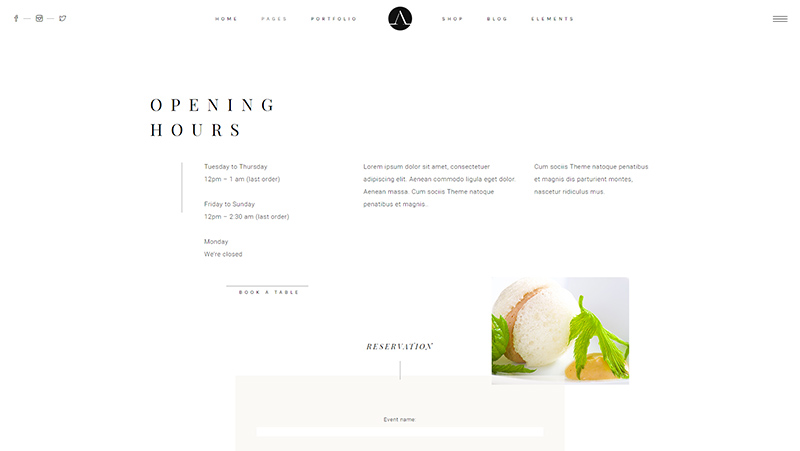 HOME PAGES PORTFOLIO A SHOP BLOG ELEMENTS
OPENING
HOURS
Tuesday to Thursday
12pm – 1 am (last order)
Friday to Sunday
12pm – 2:30 am (last order)
Monday
We're closed
Lorem ipsum dolor sit amet, consectetuer
adipiscing elit. Aenean commodo ligula eget dolor.
Aenean massa. Cum sociis Theme natoque
penatibus et magnis.
Cum sociis Theme natoque penatibus
et magnis dis parturient montes,
nascetur ridiculus mus.
BOOK A TABLE
RESERVATION
Event name: